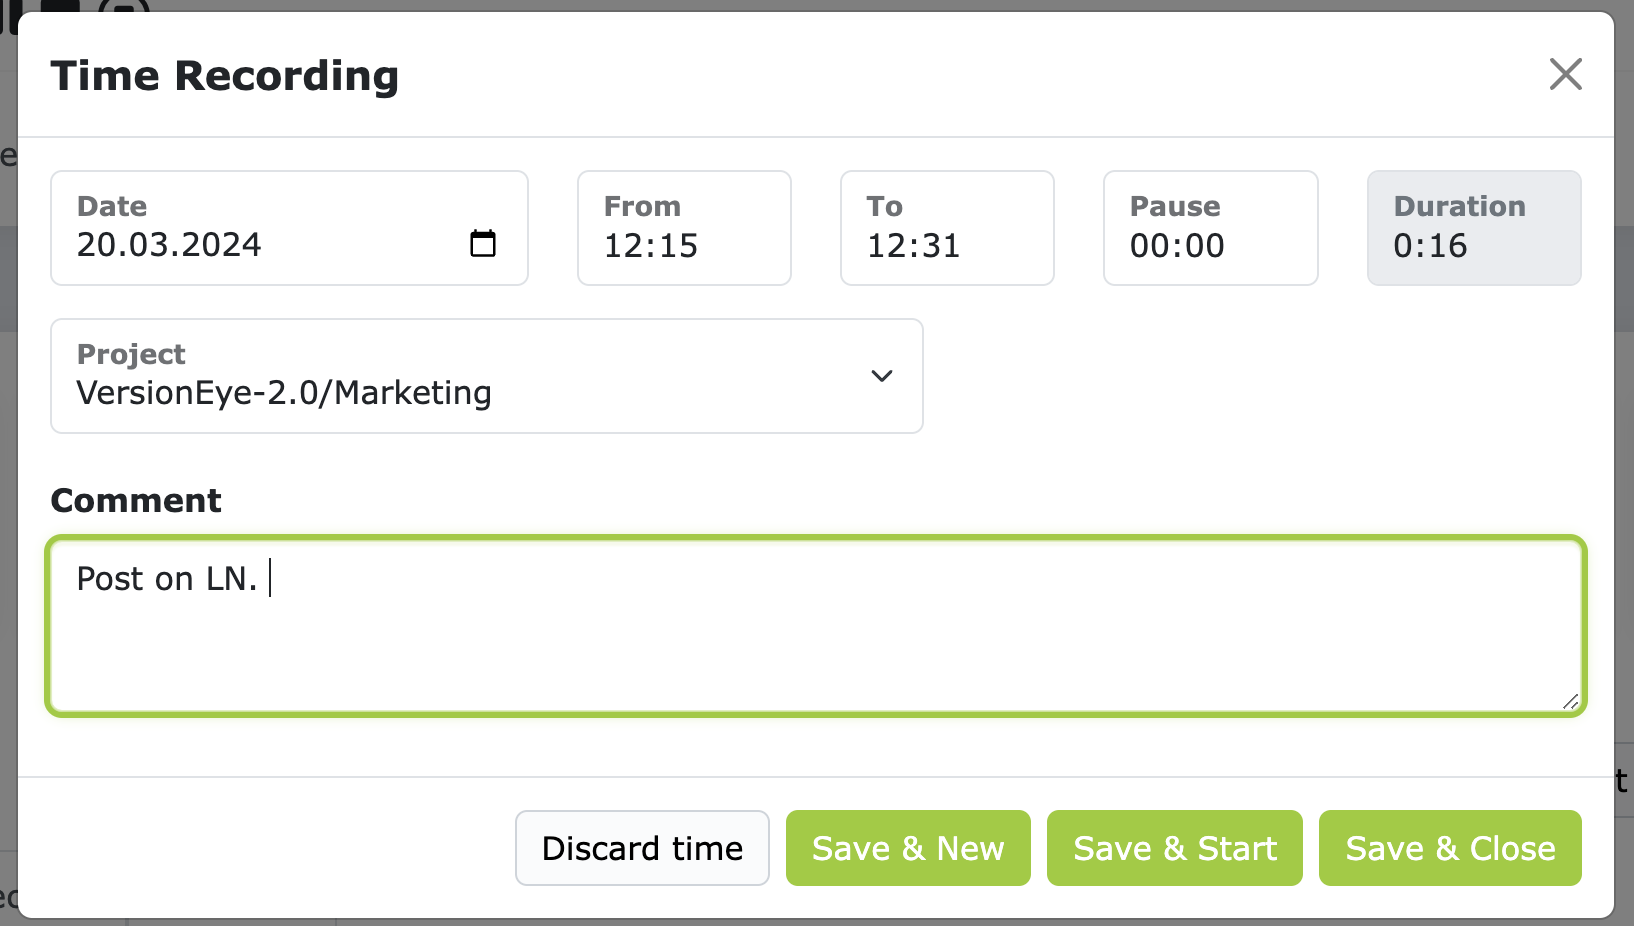 Time Recording
Date
20.03.2024
From
12:15
To
12:31
Pause
00:00
Duration
0:16
Project
VersionEye-2.0/Marketing
Comment
Post on LN.
Discard time
Save & New
Save & Start
Save & Close